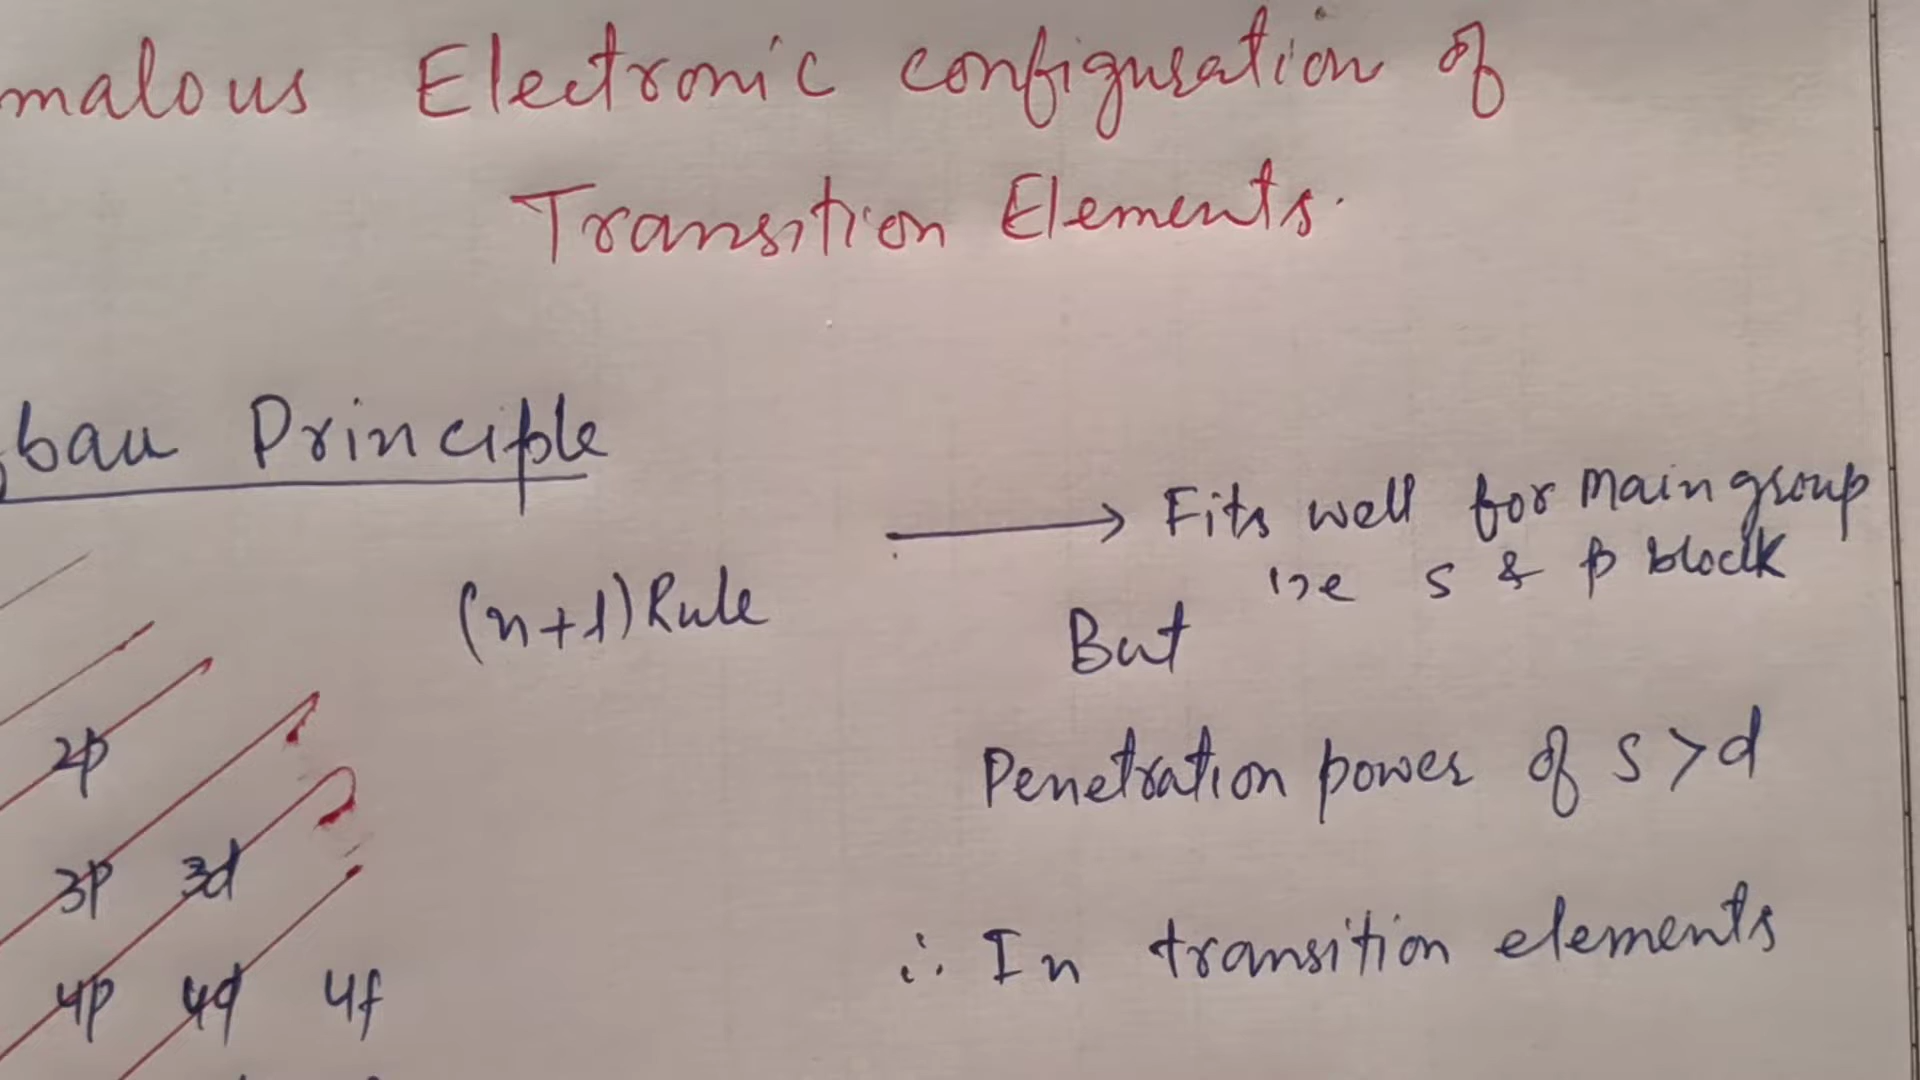 malous Electronic configuration of
Transition Elements.
bau Principle
→ Fits well for Main group
i.e s & p block
(n+l) Rule
But
2p
Penetration power of s > d
3p 3d
∴ In transition elements
4p 4d 4f